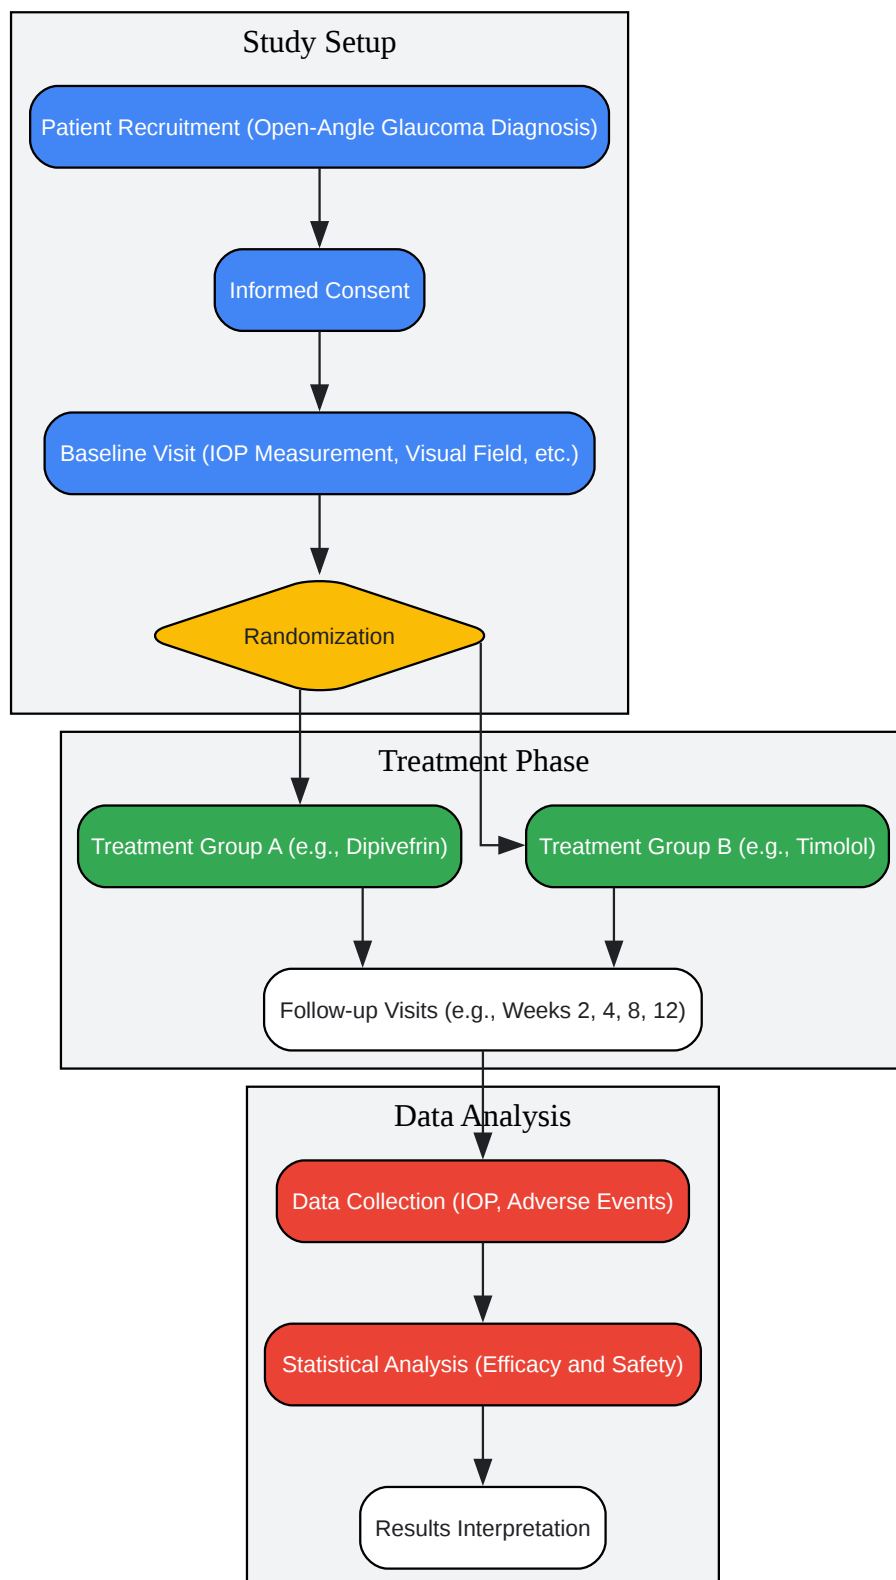 Study Setup
Patient Recruitment (Open-Angle Glaucoma Diagnosis)
Informed Consent
Baseline Visit (IOP Measurement, Visual Field, etc.)
Randomization
Treatment Phase
Treatment Group A (e.g., Dipivefrin)
Treatment Group B (e.g., Timolol)
Follow-up Visits (e.g., Weeks 2, 4, 8, 12)
Data Analysis
Data Collection (IOP, Adverse Events)
Statistical Analysis (Efficacy and Safety)
Results Interpretation